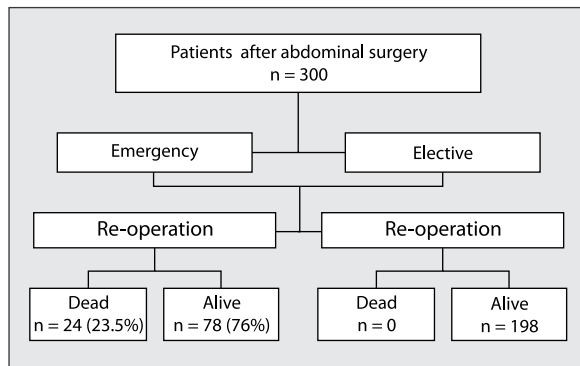 Patients after abdominal surgery
n = 300
Emergency
Elective
Re-operation
Re-operation
Dead
n = 24 (23.5%)
Alive
n = 78 (76%)
Dead
n = 0
Alive
n = 198